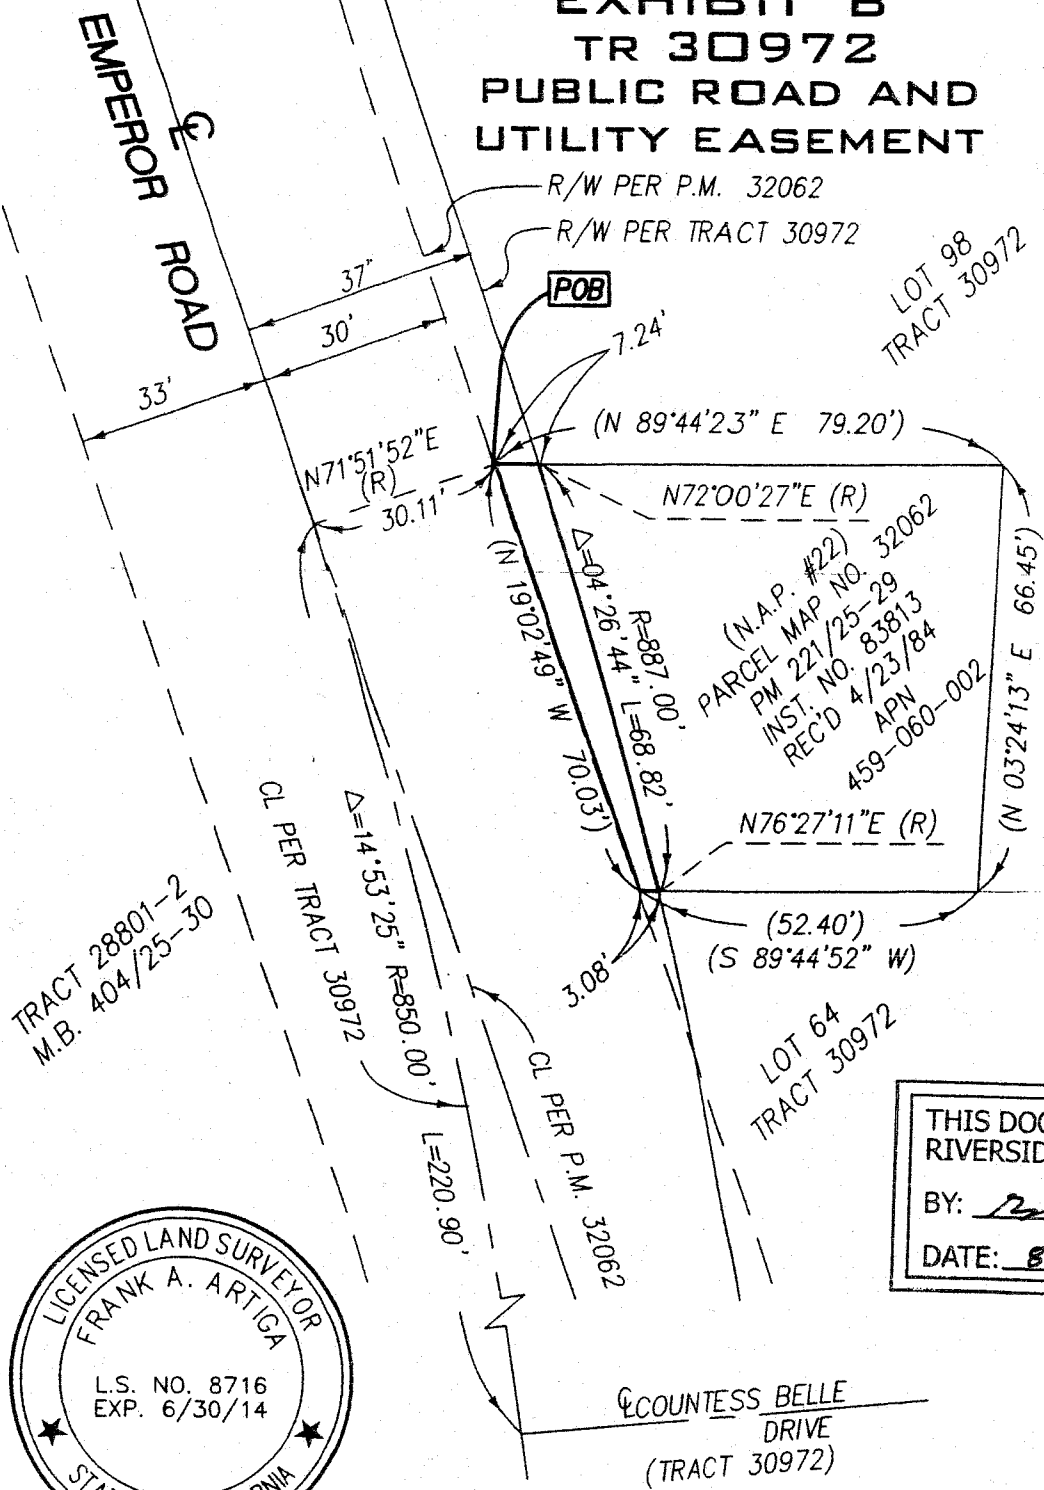 EXHIBIT B
TR 30972
PUBLIC ROAD AND
UTILITY EASEMENT
EMPEROR ROAD
℄
R/W PER P.M. 32062
R/W PER TRACT 30972
POB
37"
30'
33'
7.24'
LOT 98
TRACT 30972
(N 89°44'23" E 79.20')
N71°51'52"E
(R)
30.11'
N72°00'27"E (R)
(N 19°02'49" W 70.03')
Δ=04°26'44" L=68.82'
R=887.00'
(N.A.P. #22)
PARCEL MAP NO. 32062
PM 221/25-29
INST. NO. 83813
REC'D 4/23/84
APN
459-060-002
(N 03°24'13" E 66.45')
N76°27'11"E (R)
(52.40')
(S 89°44'52" W)
3.08'
LOT 64
TRACT 30972
CL PER TRACT 30972
Δ=14°53'25" R=850.00'
L=220.90'
CL PER P.M. 32062
TRACT 28801-2
M.B. 404/25-30
THIS DOC
RIVERSID
BY:
DATE: 8
LICENSED LAND SURVEYOR
FRANK A. ARTIGA
L.S. NO. 8716
EXP. 6/30/14
℄ COUNTESS BELLE
DRIVE
(TRACT 30972)